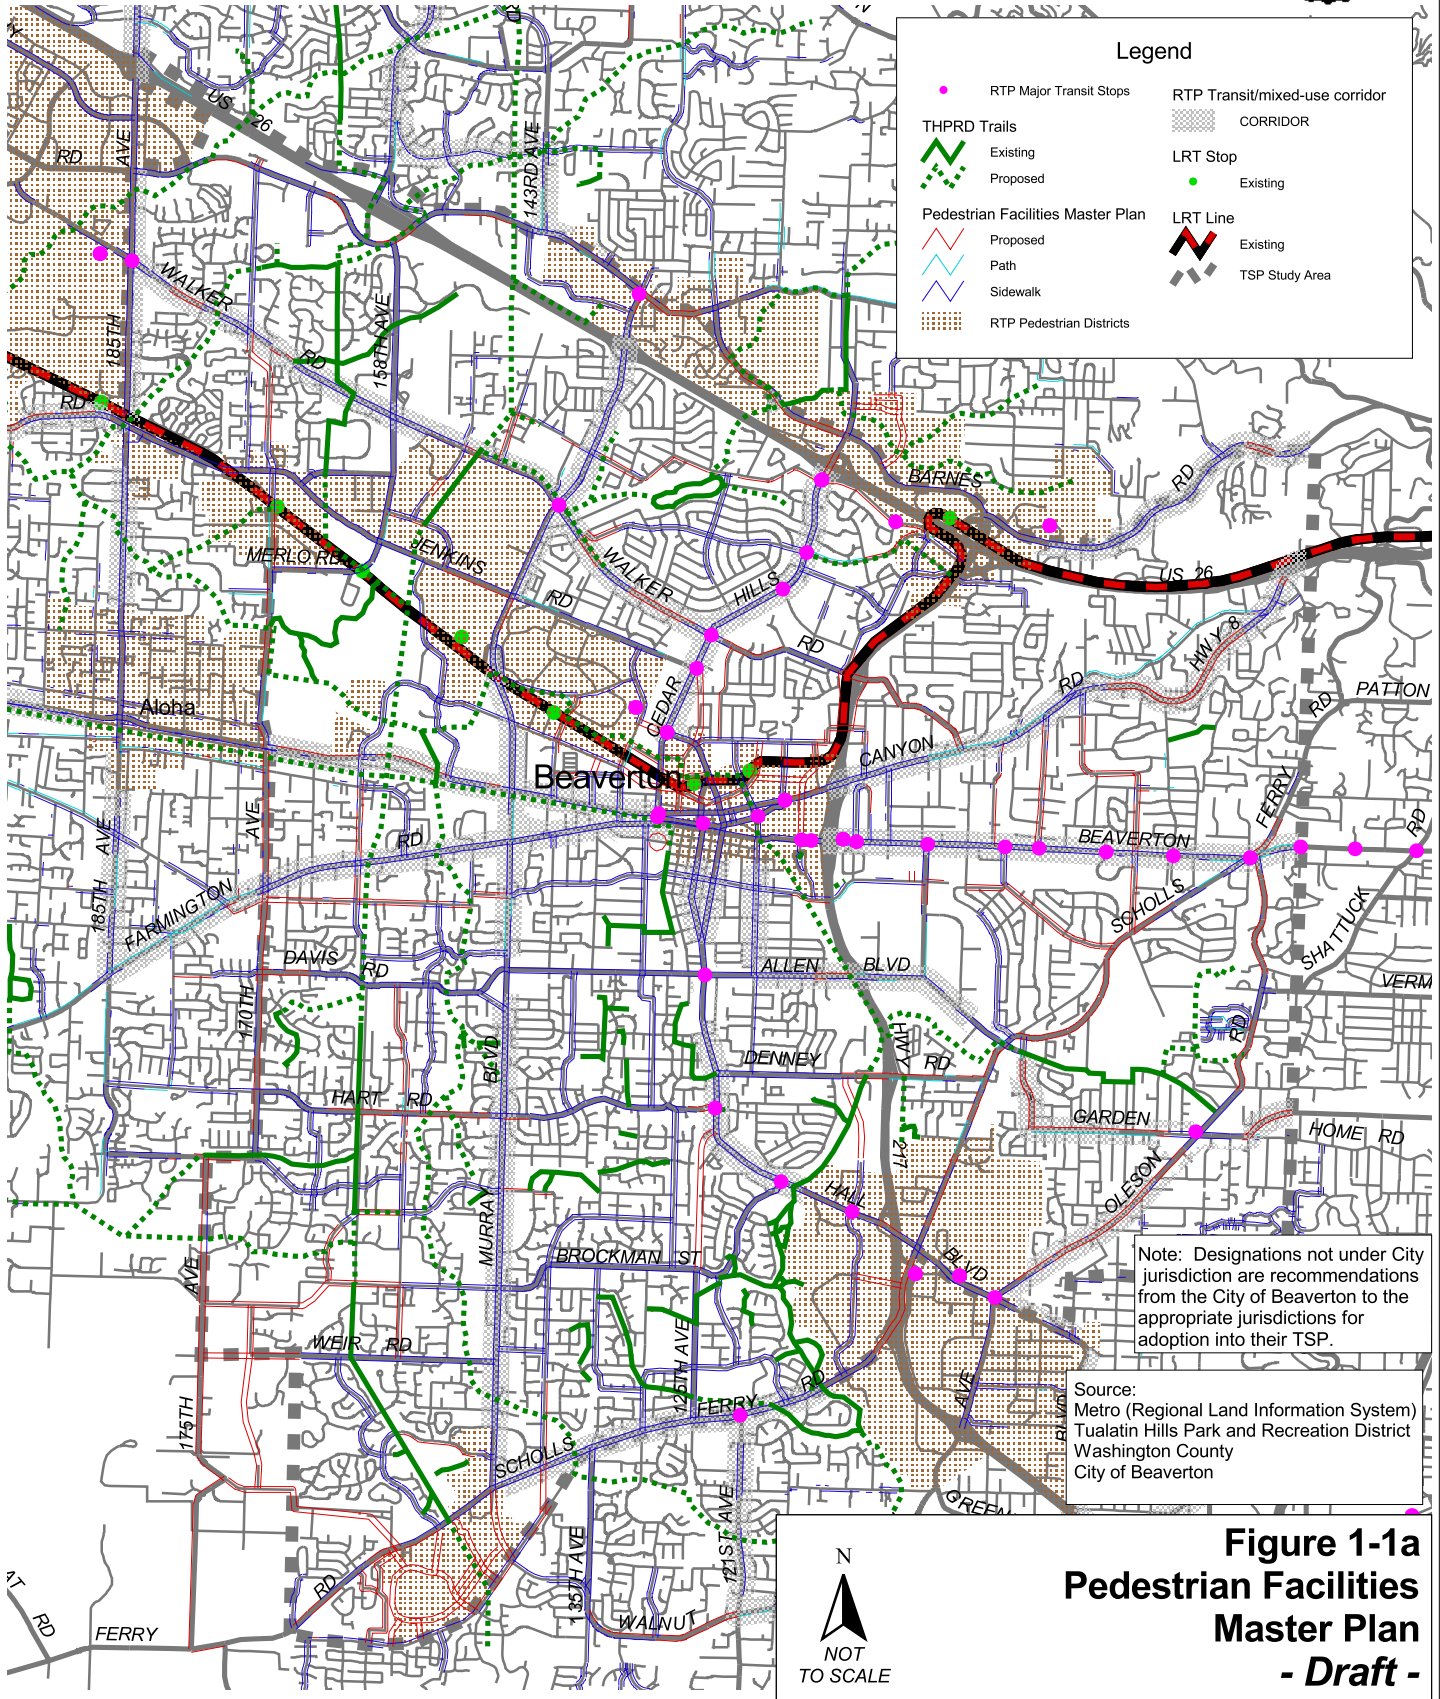 Legend
RTP Major Transit Stops
THPRD Trails
Existing
Proposed
Pedestrian Facilities Master Plan
Proposed
Path
Sidewalk
RTP Pedestrian Districts
RTP Transit/mixed-use corridor
CORRIDOR
LRT Stop
Existing
LRT Line
Existing
TSP Study Area
US 26
RD
AVE
143RD AVE
WALKER
RD
185TH
158TH AVE
RD
BARNES
RD
MERLO RD
JENKINS
RD
WALKER
HILLS
RD
US 26
HWY 8
RD
PATTON
RD
CEDAR
Aloha
CANYON
Beaverton
AVE
AVE
RD
BEAVERTON
FERRY
RD
185TH
FARMINGTON
SCHOLLS
SHATTUCK
DAVIS
RD
ALLEN
BLVD
VERM
170TH
BLVD
HWY
RD
DENNEY
RD
HART
RD
GARDEN
HOME RD
217
OLESON
HALL
MURRAY
BROCKMAN ST
BLVD
AVE
WEIR RD
125TH AVE
FERRY
RD
AVE
BLVD
175TH
SCHOLLS
121ST AVE
135TH AVE
RD
WALNUT
RD
FERRY
Note: Designations not under City
jurisdiction are recommendations
from the City of Beaverton to the
appropriate jurisdictions for
adoption into their TSP.
Source:
Metro (Regional Land Information System)
Tualatin Hills Park and Recreation District
Washington County
City of Beaverton
N
NOT
TO SCALE
Figure 1-1a
Pedestrian Facilities
Master Plan
- Draft -